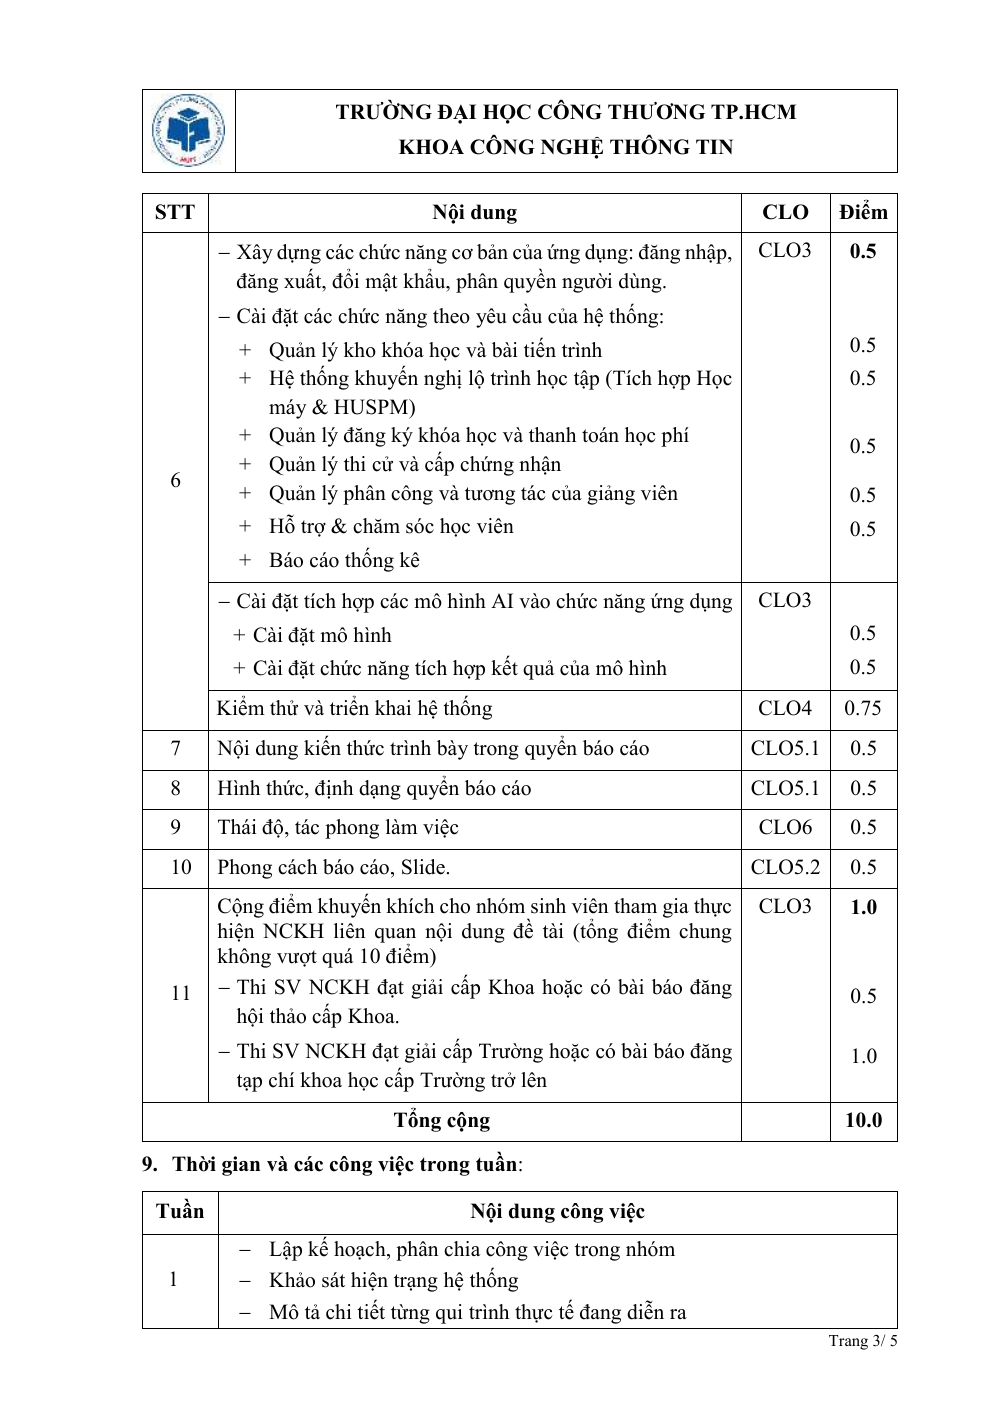 TRƯỜNG ĐẠI HỌC CÔNG THƯƠNG TP.HCM
KHOA CÔNG NGHỆ THÔNG TIN
STT Nội dung CLO Điểm
– Xây dựng các chức năng cơ bản của ứng dụng: đăng nhập, CLO3 0.5
đăng xuất, đổi mật khẩu, phân quyền người dùng.
– Cài đặt các chức năng theo yêu cầu của hệ thống:
+ Quản lý kho khóa học và bài tiến trình 0.5
+ Hệ thống khuyến nghị lộ trình học tập (Tích hợp Học 0.5
máy & HUSPM)
+ Quản lý đăng ký khóa học và thanh toán học phí 0.5
+ Quản lý thi cử và cấp chứng nhận
6
+ Quản lý phân công và tương tác của giảng viên 0.5
+ Hỗ trợ & chăm sóc học viên 0.5
+ Báo cáo thống kê
– Cài đặt tích hợp các mô hình AI vào chức năng ứng dụng CLO3
+ Cài đặt mô hình 0.5
+ Cài đặt chức năng tích hợp kết quả của mô hình 0.5
Kiểm thử và triển khai hệ thống CLO4 0.75
7 Nội dung kiến thức trình bày trong quyển báo cáo CLO5.1 0.5
8 Hình thức, định dạng quyển báo cáo CLO5.1 0.5
9 Thái độ, tác phong làm việc CLO6 0.5
10 Phong cách báo cáo, Slide. CLO5.2 0.5
Cộng điểm khuyến khích cho nhóm sinh viên tham gia thực CLO3 1.0
hiện NCKH liên quan nội dung đề tài (tổng điểm chung
không vượt quá 10 điểm)
11 – Thi SV NCKH đạt giải cấp Khoa hoặc có bài báo đăng 0.5
hội thảo cấp Khoa.
– Thi SV NCKH đạt giải cấp Trường hoặc có bài báo đăng 1.0
tạp chí khoa học cấp Trường trở lên
Tổng cộng 10.0
9. Thời gian và các công việc trong tuần:
Tuần Nội dung công việc
– Lập kế hoạch, phân chia công việc trong nhóm
1 – Khảo sát hiện trạng hệ thống
– Mô tả chi tiết từng qui trình thực tế đang diễn ra
Trang 3/ 5